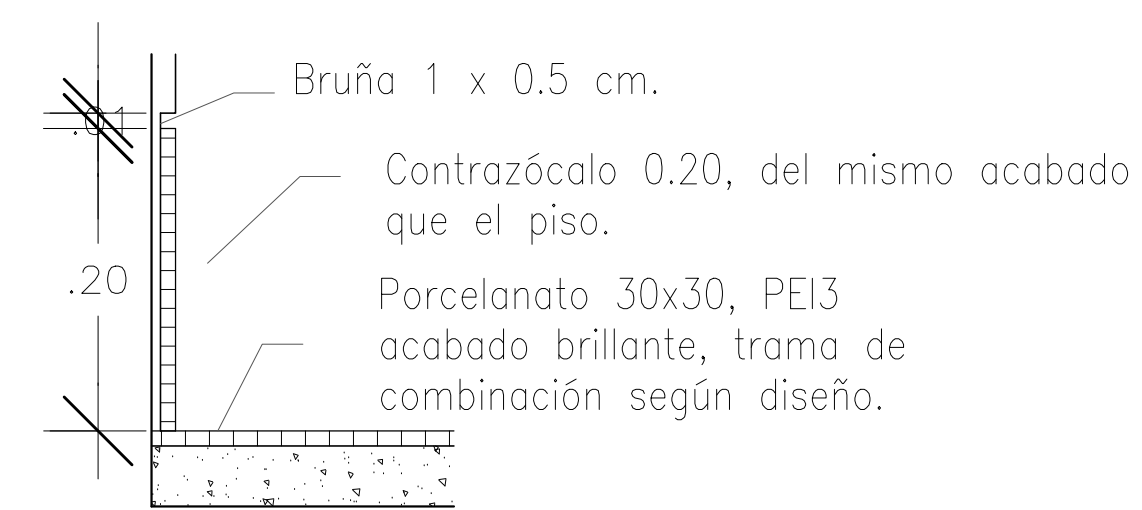 Bruña 1 x 0.5 cm.
.01
Contrazócalo 0.20, del mismo acabado
que el piso.
.20
Porcelanato 30x30, PEI3
acabado brillante, trama de
combinación según diseño.